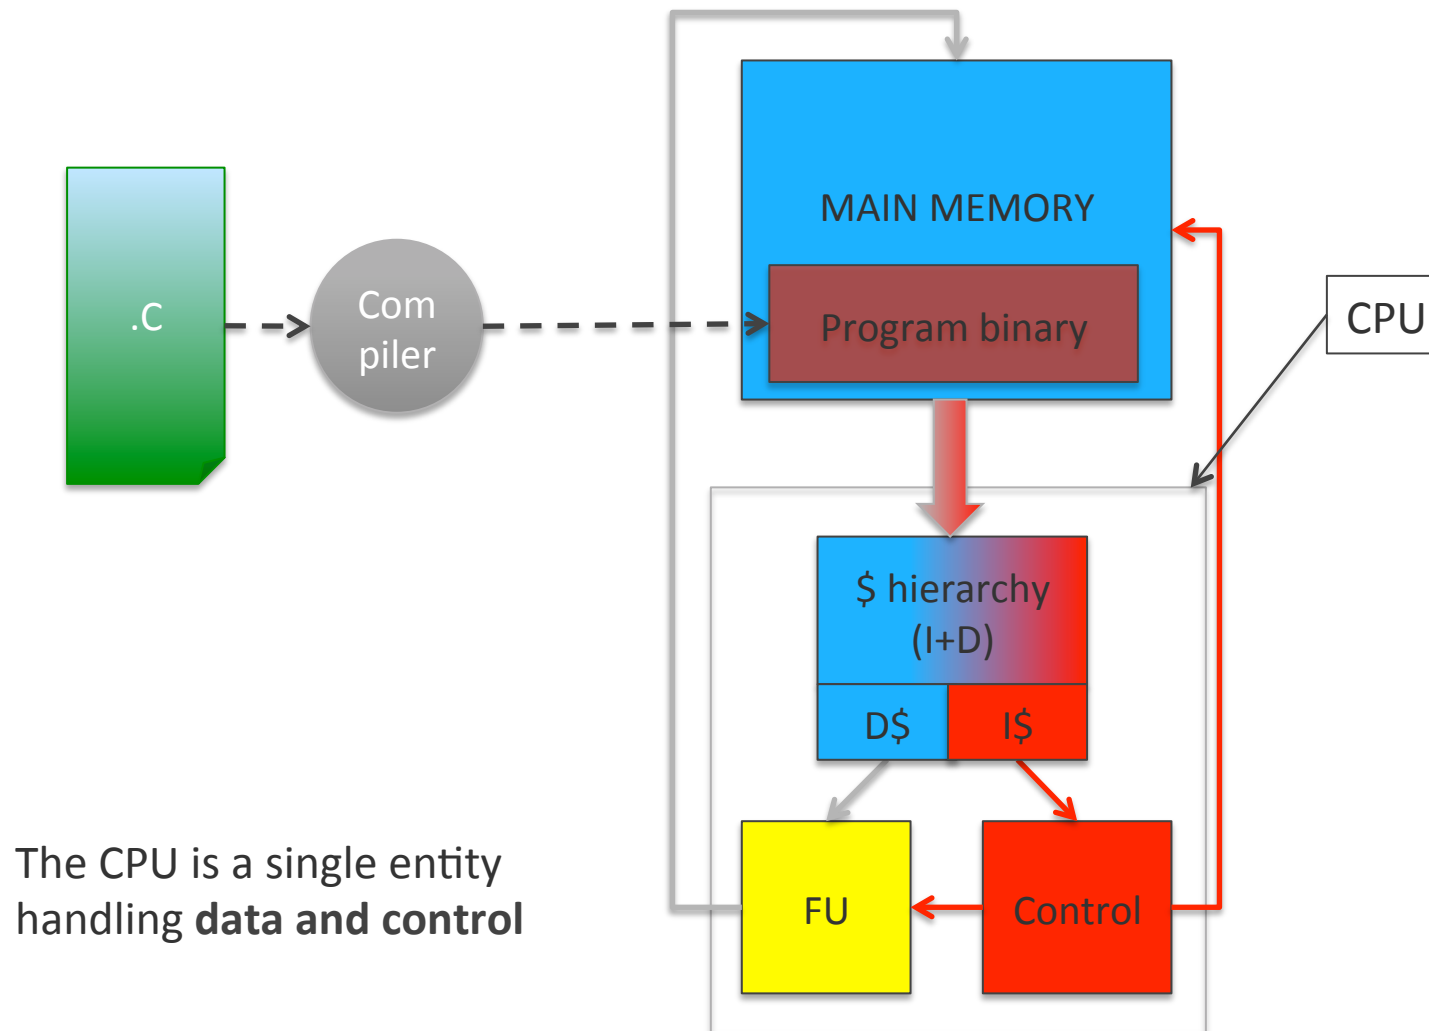 MAIN MEMORY
.C
Com
piler
Program binary
CPU
$ hierarchy
(I+D)
D$
I$
FU
Control
The CPU is a single entity
handling data and control